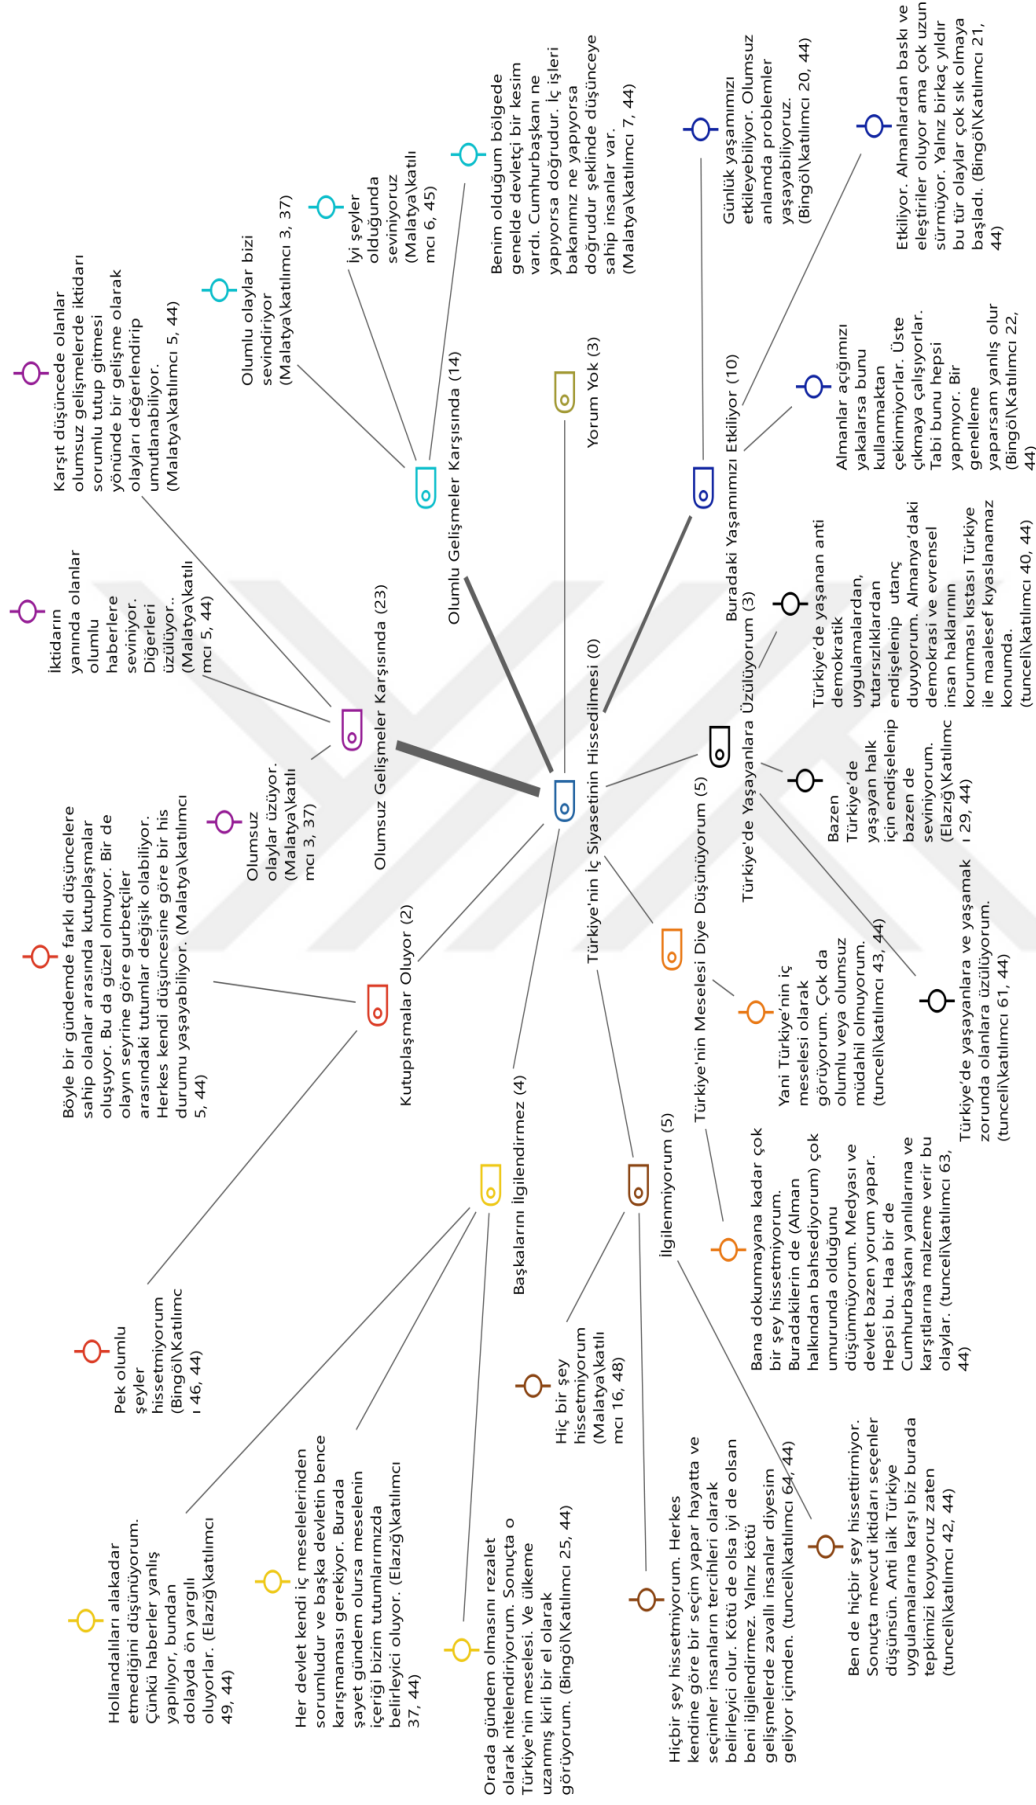 Hollandalıları alakadar
etmediğini düşünüyorum.
Çünkü haberler yanlış
yapılıyor, bundan
dolayda ön yargılı
oluyorlar. (Elazığ\katılımcı
49, 44)
Pek olumlu
şeyler
hissetmiyorum
(Bingöl\Katılımc
ı 46, 44)
Böyle bir gündemde farklı düşüncelere
sahip olanlar arasında kutuplaşmalar
oluşuyor. Bu da güzel olmuyor. Bir de
olayın seyrine göre gurbetçiler
arasındaki tutumlar değişik olabiliyor.
Herkes kendi düşüncesine göre bir his
durumu yaşayabiliyor. (Malatya\katılımcı
5, 44)
İktidarın
yanında olanlar
olumlu
haberlere
seviniyor.
Diğerleri
üzülüyor..
(Malatya\katılı
mcı 5, 44)
Karşıt düşüncede olanlar
olumsuz gelişmelerde iktidarı
sorumlu tutup gitmesi
yönünde bir gelişme olarak
olayları değerlendirip
umutlanabiliyor.
(Malatya\katılımcı 5, 44)
Olumsuz
olaylar üzüyor.
(Malatya\katılı
mcı 3, 37)
Olumlu olaylar bizi
sevindiriyor
(Malatya\katılımcı 3, 37)
İyi şeyler
olduğunda
seviniyoruz
(Malatya\katılı
mcı 6, 45)
Her devlet kendi iç meselelerinden
sorumludur ve başka devletin bence
karışmaması gerekiyor. Burada
şayet gündem olursa meselenin
içeriği bizim tutumlarımızda
belirleyici oluyor. (Elazığ\katılımcı
37, 44)
Kutuplaşmalar Oluyor (2)
Olumsuz Gelişmeler Karşısında (23)
Olumlu Gelişmeler Karşısında (14)
Benim olduğum bölgede
genelde devletçi bir kesim
vardı. Cumhurbaşkanı ne
yapıyorsa doğrudur. İç işleri
bakanımız ne yapıyorsa
doğrudur şeklinde düşünceye
sahip insanlar var.
(Malatya\katılımcı 7, 44)
Orada gündem olmasını rezalet
olarak nitelendiriyorum. Sonuçta o
Türkiye'nin meselesi. Ve ülkeme
uzanmış kirli bir el olarak
görüyorum. (Bingöl\Katılımcı 25, 44)
Başkalarını İlgilendirmez (4)
Türkiye'nin İç Siyasetinin Hissedilmesi (0)
Yorum Yok (3)
Hiç bir şey
hissetmiyorum
(Malatya\katılı
mcı 16, 48)
İlgilenmiyorum (5)
Türkiye'nin Meselesi Diye Düşünüyorum (5)
Türkiye'de Yaşayanlara Üzülüyorum (3)
Buradaki Yaşamımızı Etkiliyor (10)
Günlük yaşamımızı
etkileyebiliyor. Olumsuz
anlamda problemler
yaşayabiliyoruz.
(Bingöl\katılımcı 20, 44)
Hiçbir şey hissetmiyorum. Herkes
kendine göre bir seçim yapar hayatta ve
seçimler insanların tercihleri olarak
belirleyici olur. Kötü de olsa iyi de olsan
beni ilgilendirmez. Yalnız kötü
gelişmelerde zavallı insanlar diyesim
geliyor içimden. (tunceli\katılımcı 64, 44)
Bana dokunmayana kadar çok
bir şey hissetmiyorum.
Buradakilerin de (Alman
halkından bahsediyorum) çok
umurunda olduğunu
düşünmüyorum. Medyası ve
devlet bazen yorum yapar.
Hepsi bu. Haa bir de
Cumhurbaşkanı yanlılarına ve
karşıtlarına malzeme verir bu
olaylar. (tunceli\katılımcı 63,
44)
Yani Türkiye'nin iç
meselesi olarak
görüyorum. Çok da
olumlu veya olumsuz
müdahil olmuyorum.
(tunceli\katılımcı 43, 44)
Bazen
Türkiye'de
yaşayan halk
için endişelenip
bazen de
seviniyorum.
(Elazığ\Katılımc
ı 29, 44)
Türkiye'de yaşanan anti
demokratik
uygulamalardan,
tutarsızlıklardan
endişelenip utanç
duyuyorum. Almanya'daki
demokrasi ve evrensel
insan haklarının
korunması kıstası Türkiye
ile maalesef kıyaslanamaz
konumda.
(tunceli\katılımcı 40, 44)
Almanlar açığımızı
yakalarsa bunu
kullanmaktan
çekinmiyorlar. Üste
çıkmaya çalışıyorlar.
Tabi bunu hepsi
yapmıyor. Bir
genelleme
yaparsam yanlış olur
(Bingöl\Katılımcı 22,
44)
Etkiliyor. Almanlardan baskı ve
eleştiriler oluyor ama çok uzun
sürmüyor. Yalnız birkaç yıldır
bu tür olaylar çok sık olmaya
başladı. (Bingöl\Katılımcı 21,
44)
Ben de hiçbir şey hissettirmiyor.
Sonuçta mevcut iktidarı seçenler
düşünsün. Anti laik Türkiye
uygulamalarına karşı biz burada
tepkimizi koyuyoruz zaten
(tunceli\katılımcı 42, 44)
Türkiye'de yaşayanlara ve yaşamak
zorunda olanlara üzülüyorum.
(tunceli\katılımcı 61, 44)